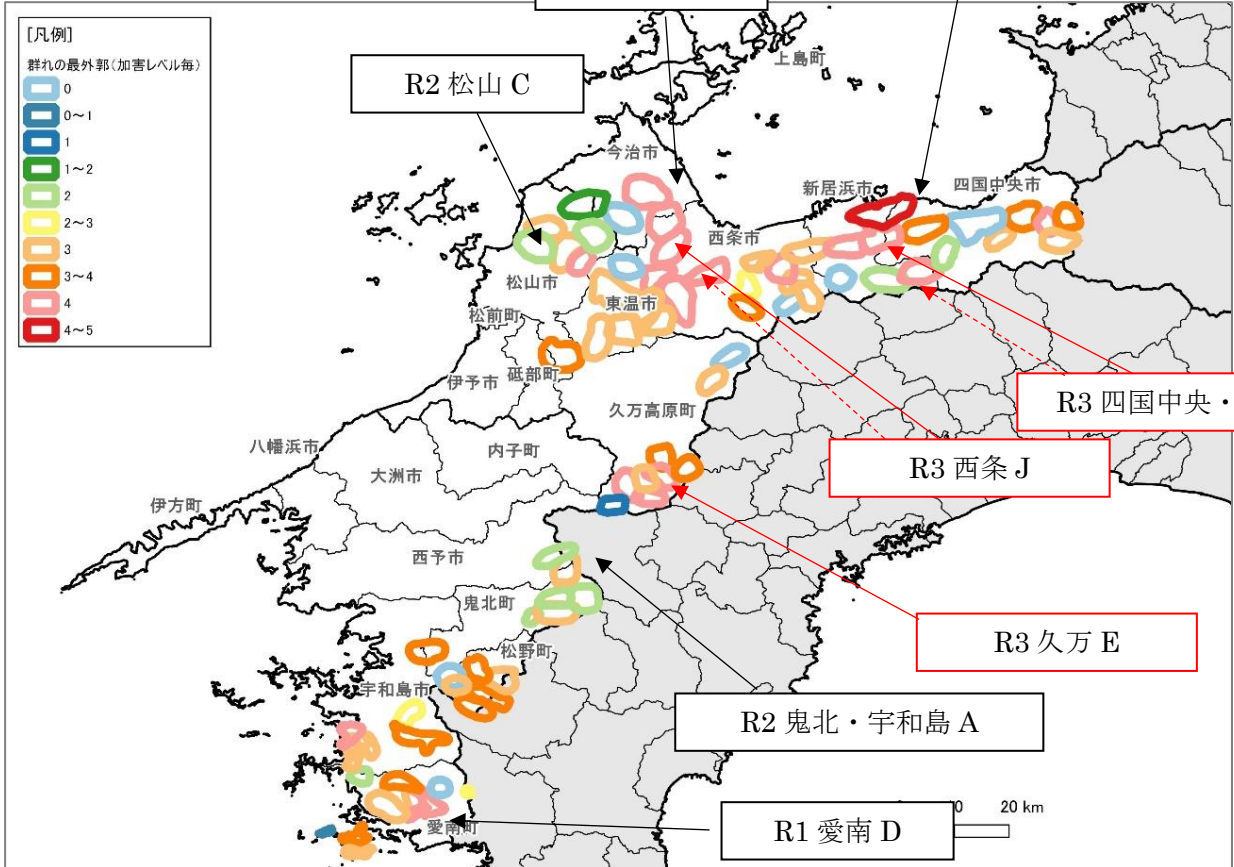 [凡例]
群れの最外郭(加害レベル毎)
0
0～1
1
1～2
2
2～3
3
3～4
4
4～5
上島町
R2 松山 C
今治市
新居浜市
四国中央市
西条市
松山市
東温市
松前町
砥部町
伊予市
久万高原町
R3 四国中央・
八幡浜市
内子町
大洲市
R3 西条 J
伊方町
西予市
鬼北町
R3 久万 E
松野町
宇和島市
R2 鬼北・宇和島 A
20 km
愛南町
R1 愛南 D